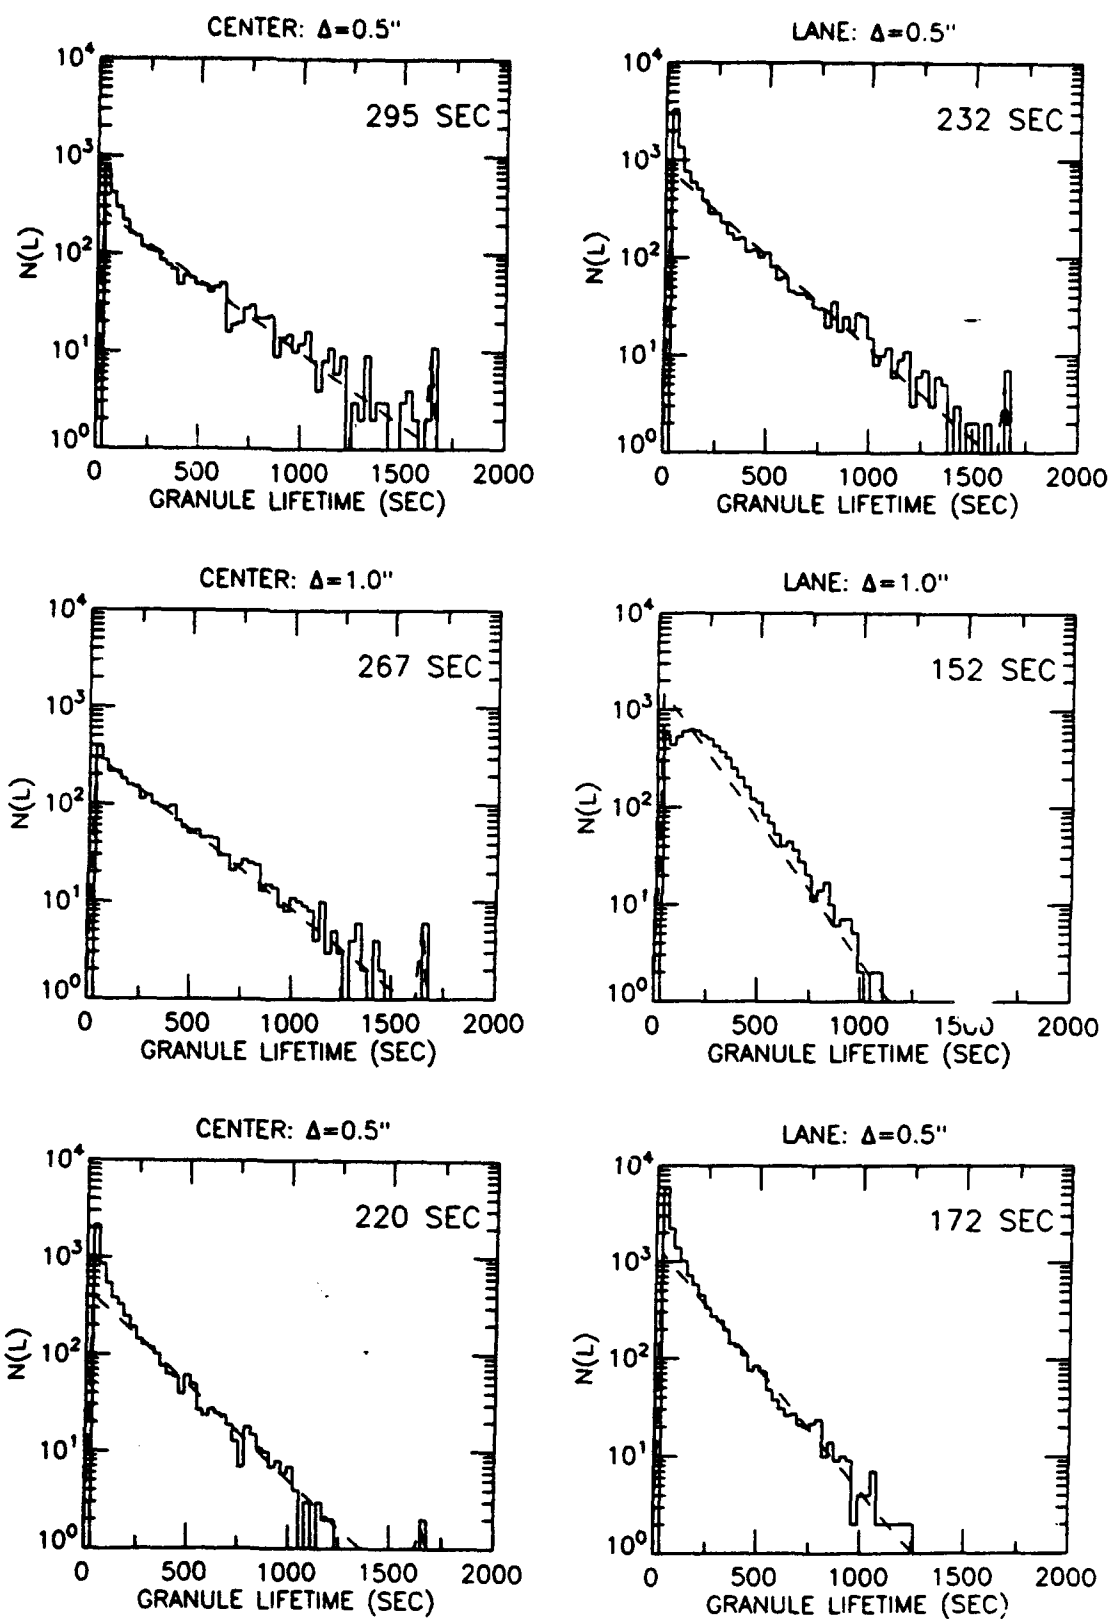 CENTER: Δ=0.5"
295 SEC
N(L)
10⁴
10³
10²
10¹
10⁰
0 500 1000 1500 2000
GRANULE LIFETIME (SEC)
LANE: Δ=0.5"
232 SEC
N(L)
10⁴
10³
10²
10¹
10⁰
0 500 1000 1500 2000
GRANULE LIFETIME (SEC)
CENTER: Δ=1.0"
267 SEC
N(L)
10⁴
10³
10²
10¹
10⁰
0 500 1000 1500 2000
GRANULE LIFETIME (SEC)
LANE: Δ=1.0"
152 SEC
N(L)
10⁴
10³
10²
10¹
10⁰
0 500 1000 1500 2000
GRANULE LIFETIME (SEC)
CENTER: Δ=0.5"
220 SEC
N(L)
10⁴
10³
10²
10¹
10⁰
0 500 1000 1500 2000
GRANULE LIFETIME (SEC)
LANE: Δ=0.5"
172 SEC
N(L)
10⁴
10³
10²
10¹
10⁰
0 500 1000 1500 2000
GRANULE LIFETIME (SEC)